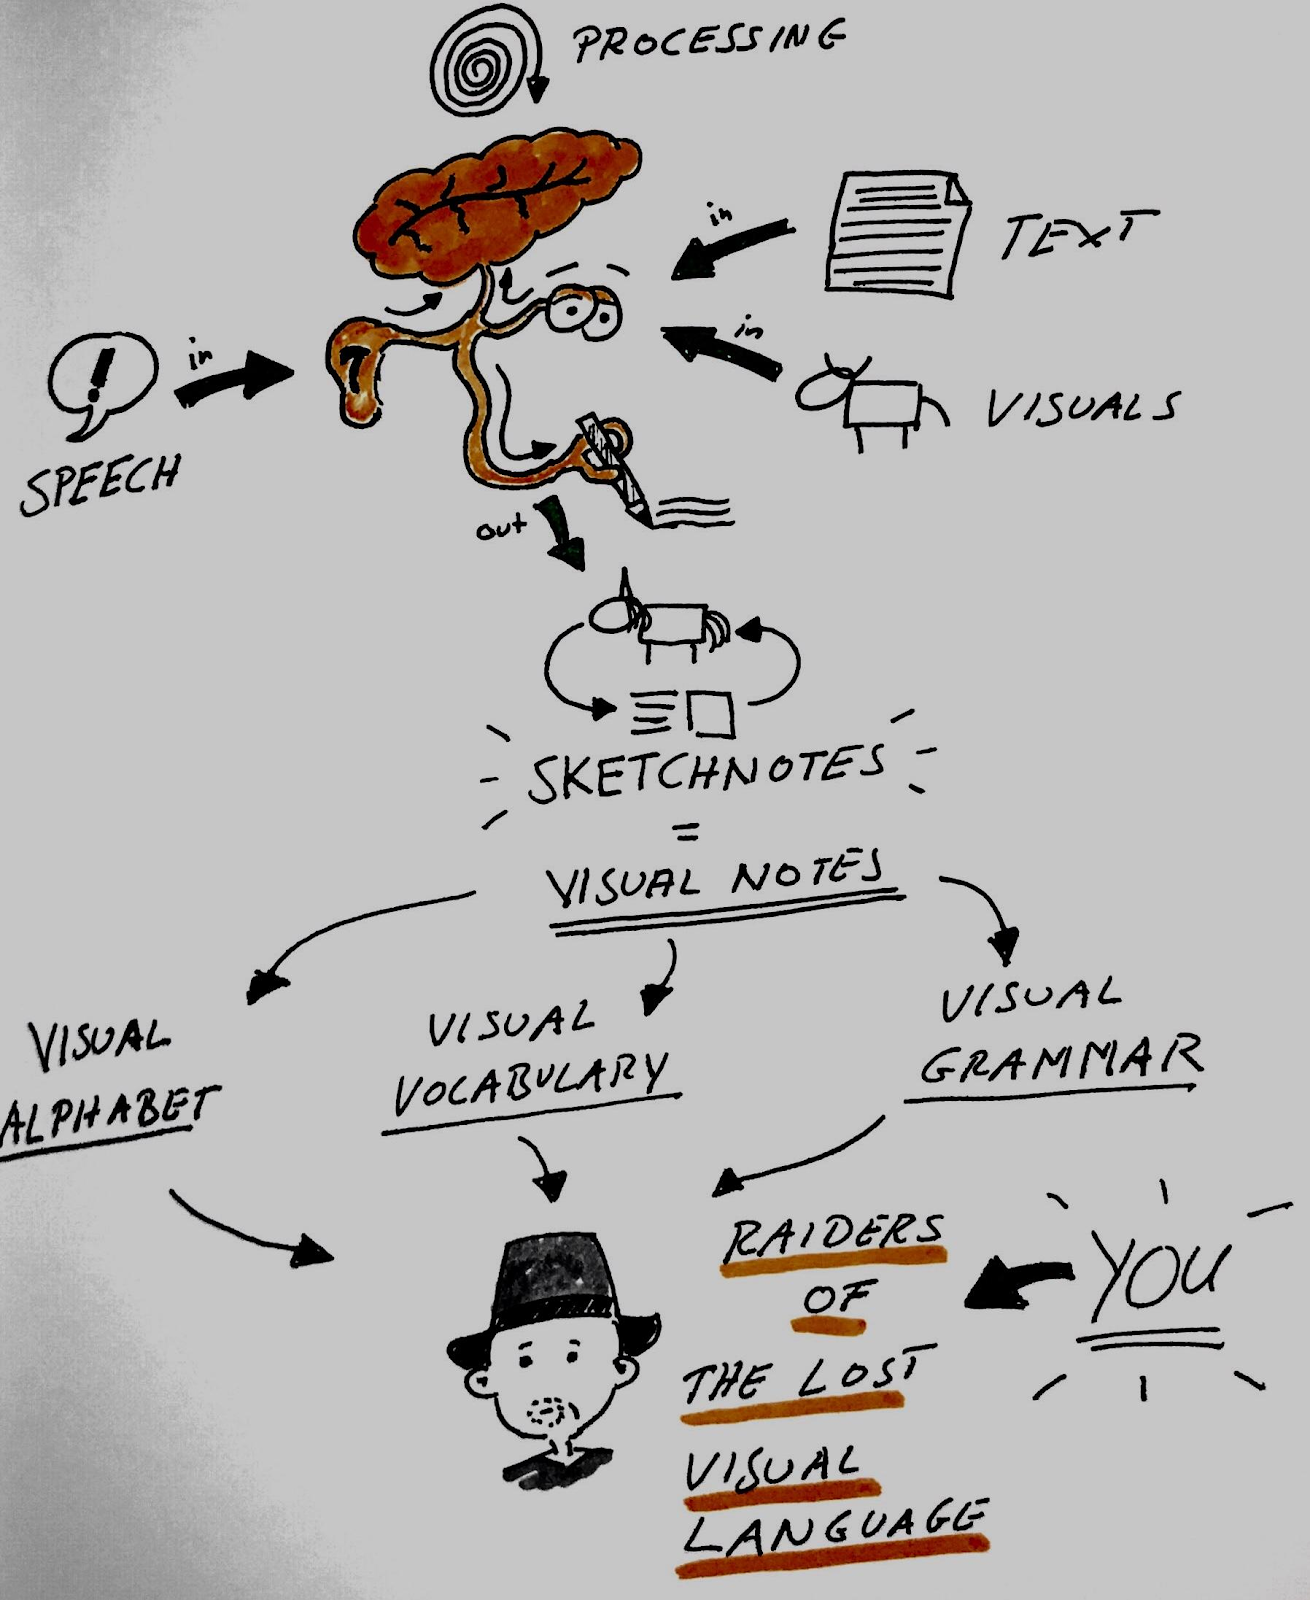 PROCESSING
in
TEXT
in
in
VISUALS
SPEECH
out
SKETCHNOTES
=
VISUAL NOTES
VISUAL
ALPHABET
VISUAL
VOCABULARY
VISUAL
GRAMMAR
RAIDERS
OF
THE LOST
VISUAL
LANGUAGE
YOU